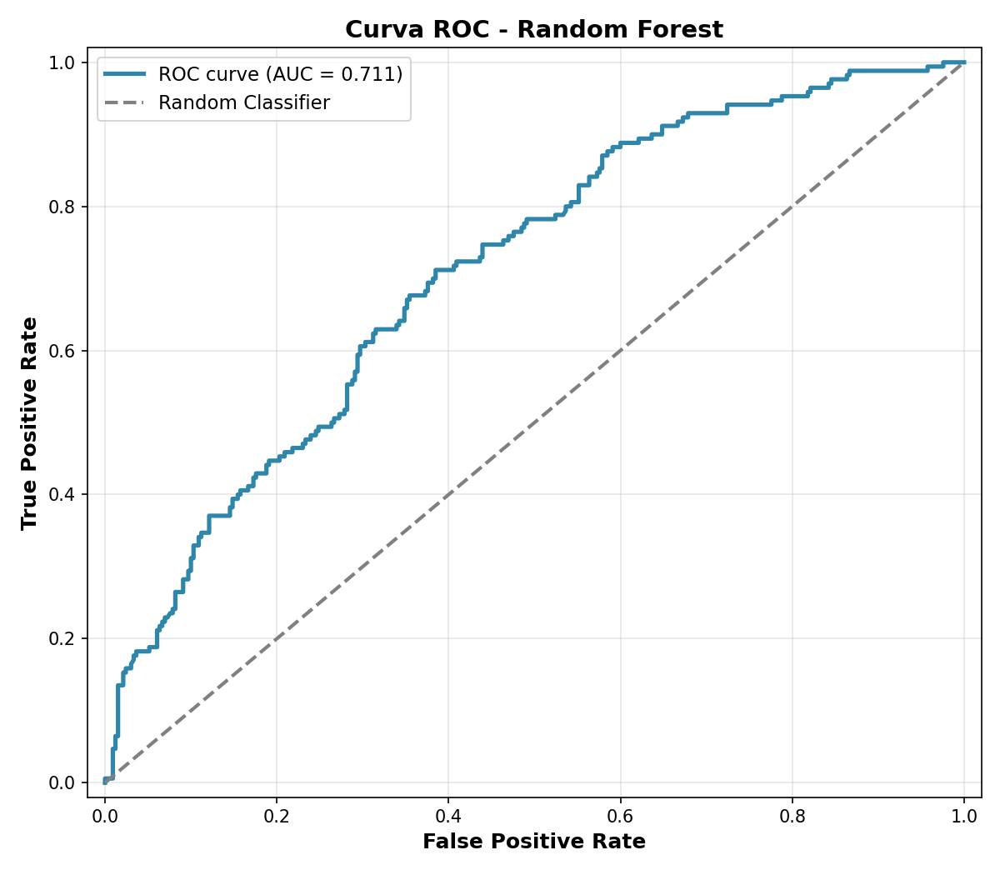 Curva ROC - Random Forest
ROC curve (AUC = 0.711)
Random Classifier
1.0
0.8
0.6
0.4
0.2
0.0
True Positive Rate
0.0 0.2 0.4 0.6 0.8 1.0
False Positive Rate